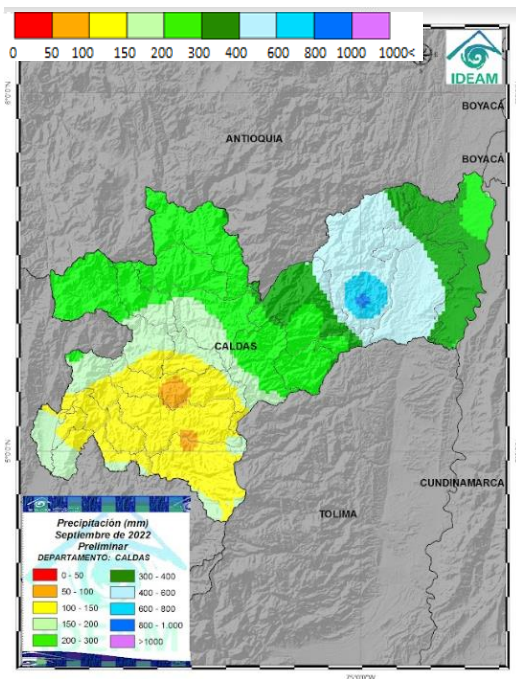 0 50 100 150 200 300 400 600 800 1000 1000<
IDEAM
BOYACÁ
ANTIOQUIA
BOYACÁ
CALDAS
CUNDINAMARCA
TOLIMA
Precipitación (mm)
Septiembre de 2022
Preliminar
DEPARTAMENTO: CALDAS
0 - 50 300 - 400
50 - 100 400 - 600
100 - 150 600 - 800
150 - 200 800 - 1.000
200 - 300 >1000